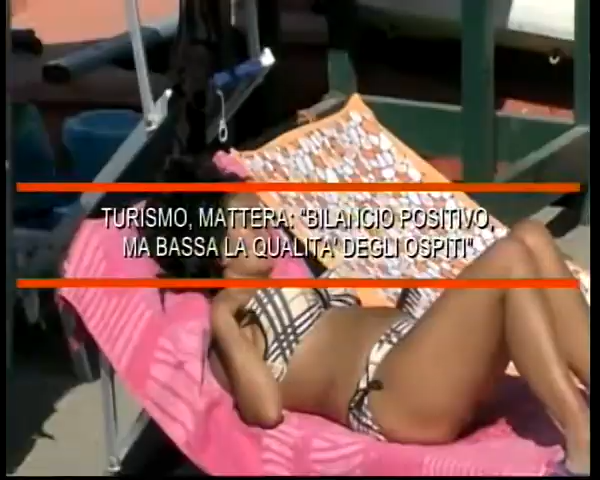 TURISMO, MATTERA: "BILANCIO POSITIVO,
MA BASSA LA QUALITA' DEGLI OSPITI"